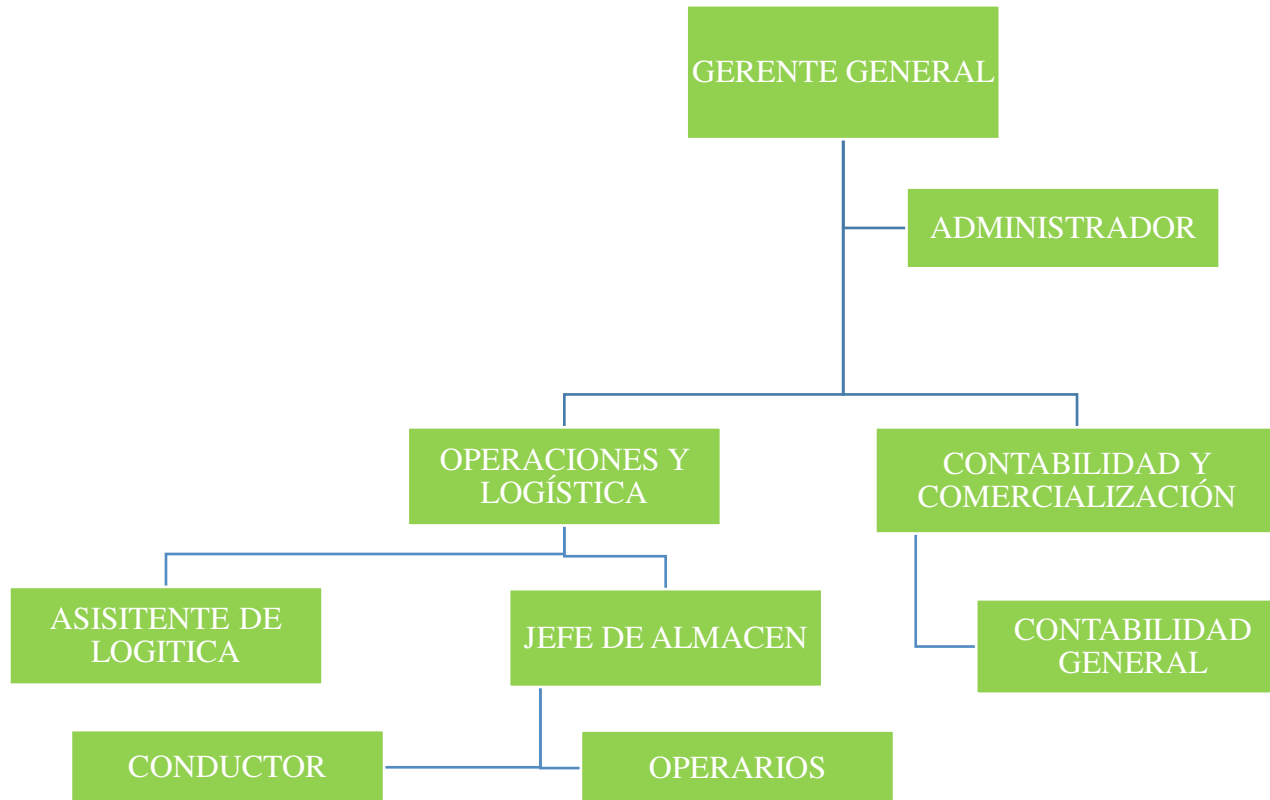 GERENTE GENERAL
ADMINISTRADOR
OPERACIONES Y
LOGÍSTICA
CONTABILIDAD Y
COMERCIALIZACIÓN
ASISITENTE DE
LOGITICA
JEFE DE ALMACEN
CONTABILIDAD
GENERAL
CONDUCTOR
OPERARIOS